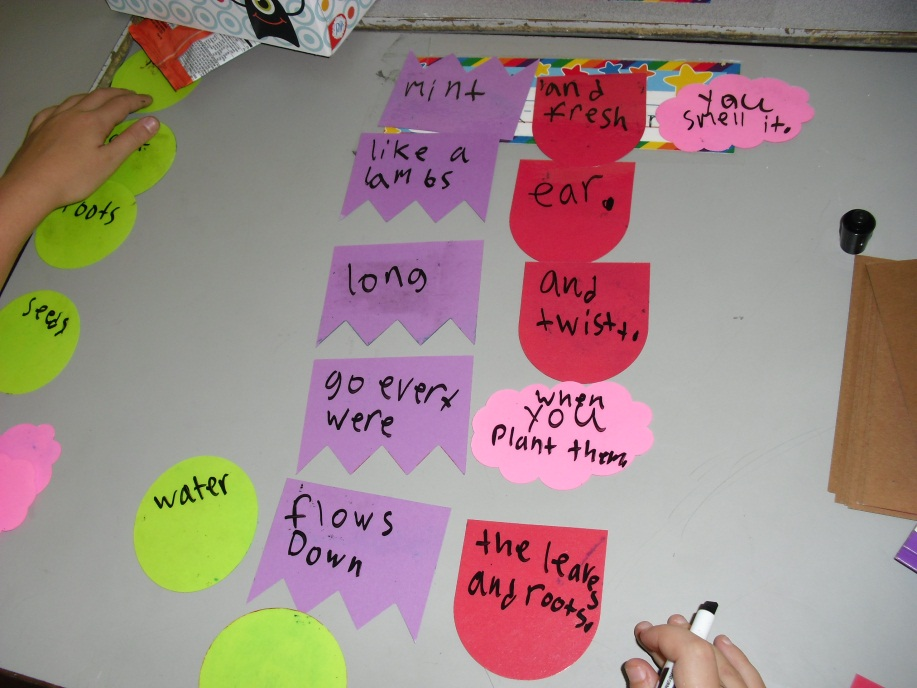 mint
and
fresh
you
smell it.
like a
lambs
ear.
roots
long
and
twistt.
seeds
go every
were
when
you
Plant them
water
flows
Down
the leaves
and roots.